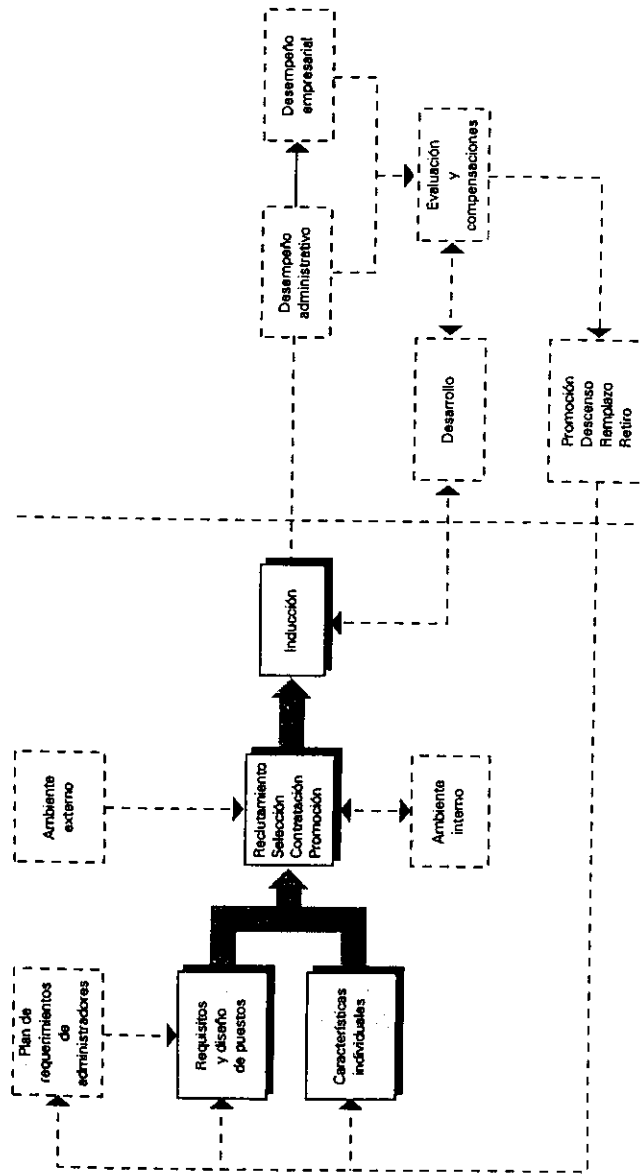 Plan de
requerimientos
de
administradores
Ambiente
externo
Requisitos
y diseño
de puestos
Características
individuales
Reclutamiento
Selección
Contratación
Promoción
Ambiente
interno
Inducción
Desempeño
administrativo
Desempeño
empresarial
Desarrollo
Evaluación
y
compensaciones
Promoción
Descenso
Remplazo
Retiro